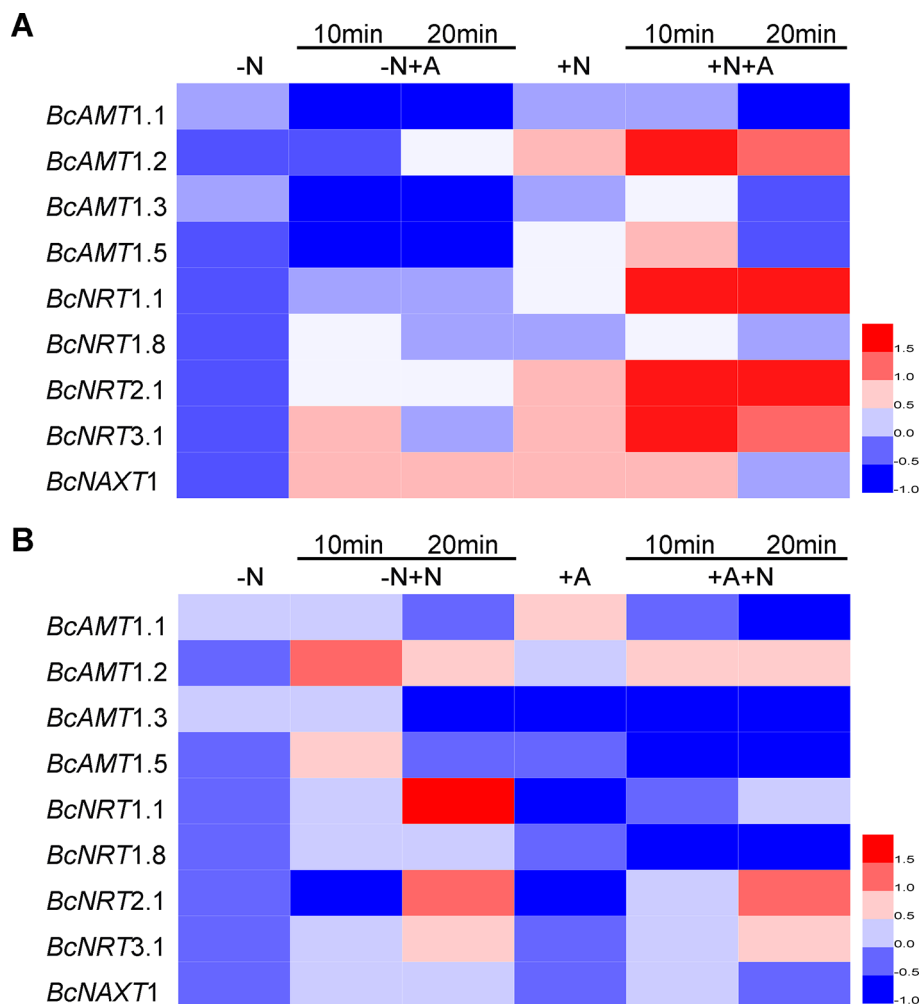 A
10min 20min 10min 20min
-N -N+A +N +N+A
BcAMT1.1
BcAMT1.2
BcAMT1.3
BcAMT1.5
BcNRT1.1
BcNRT1.8
BcNRT2.1
BcNRT3.1
BcNAXT1
1.5
1.0
0.5
0.0
-0.5
-1.0
B
10min 20min 10min 20min
-N -N+N +A +A+N
BcAMT1.1
BcAMT1.2
BcAMT1.3
BcAMT1.5
BcNRT1.1
BcNRT1.8
BcNRT2.1
BcNRT3.1
BcNAXT1
1.5
1.0
0.5
0.0
-0.5
-1.0